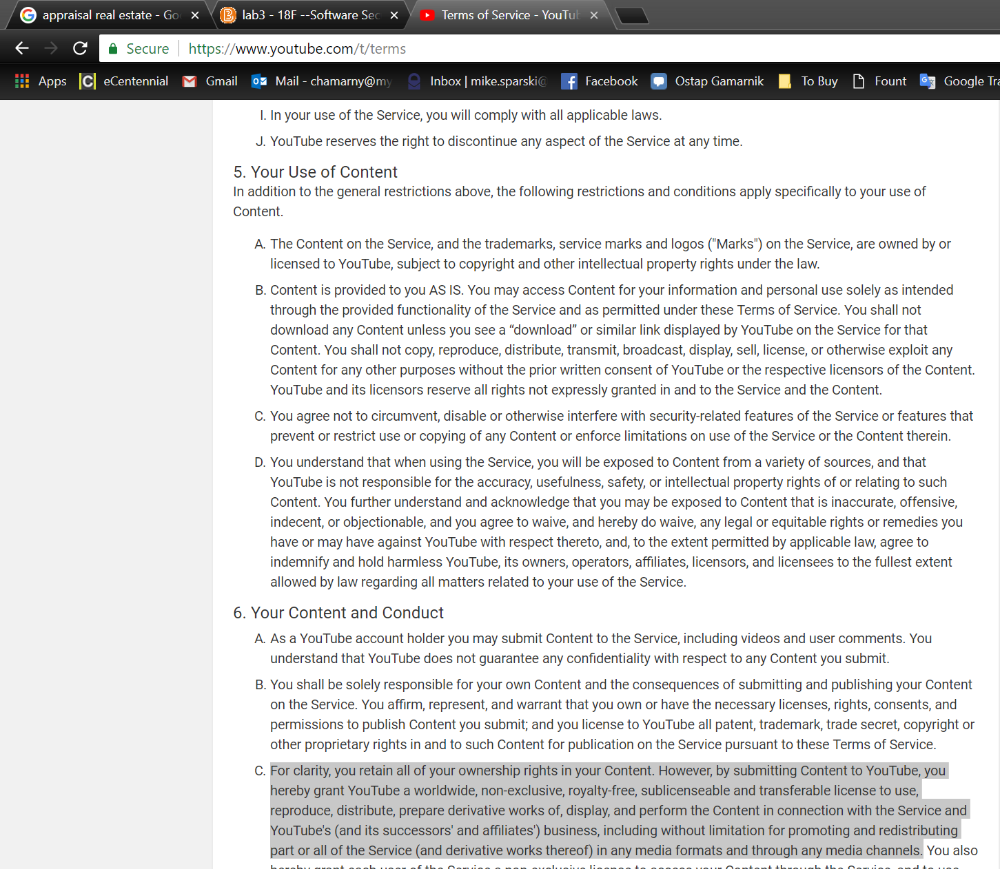 appraisal real estate - Go
lab3 - 18F --Software Sec
Terms of Service - YouTu
Secure
https://www.youtube.com/t/terms
Apps
eCentennial
Gmail
Mail - chamarny@my
Inbox | mike.sparski@
Facebook
Ostap Gamarnik
To Buy
Fount
Google Tra
I. In your use of the Service, you will comply with all applicable laws.
J. YouTube reserves the right to discontinue any aspect of the Service at any time.
5. Your Use of Content
In addition to the general restrictions above, the following restrictions and conditions apply specifically to your use of
Content.
A. The Content on the Service, and the trademarks, service marks and logos ("Marks") on the Service, are owned by or
licensed to YouTube, subject to copyright and other intellectual property rights under the law.
B. Content is provided to you AS IS. You may access Content for your information and personal use solely as intended
through the provided functionality of the Service and as permitted under these Terms of Service. You shall not
download any Content unless you see a “download” or similar link displayed by YouTube on the Service for that
Content. You shall not copy, reproduce, distribute, transmit, broadcast, display, sell, license, or otherwise exploit any
Content for any other purposes without the prior written consent of YouTube or the respective licensors of the Content.
YouTube and its licensors reserve all rights not expressly granted in and to the Service and the Content.
C. You agree not to circumvent, disable or otherwise interfere with security-related features of the Service or features that
prevent or restrict use or copying of any Content or enforce limitations on use of the Service or the Content therein.
D. You understand that when using the Service, you will be exposed to Content from a variety of sources, and that
YouTube is not responsible for the accuracy, usefulness, safety, or intellectual property rights of or relating to such
Content. You further understand and acknowledge that you may be exposed to Content that is inaccurate, offensive,
indecent, or objectionable, and you agree to waive, and hereby do waive, any legal or equitable rights or remedies you
have or may have against YouTube with respect thereto, and, to the extent permitted by applicable law, agree to
indemnify and hold harmless YouTube, its owners, operators, affiliates, licensors, and licensees to the fullest extent
allowed by law regarding all matters related to your use of the Service.
6. Your Content and Conduct
A. As a YouTube account holder you may submit Content to the Service, including videos and user comments. You
understand that YouTube does not guarantee any confidentiality with respect to any Content you submit.
B. You shall be solely responsible for your own Content and the consequences of submitting and publishing your Content
on the Service. You affirm, represent, and warrant that you own or have the necessary licenses, rights, consents, and
permissions to publish Content you submit; and you license to YouTube all patent, trademark, trade secret, copyright or
other proprietary rights in and to such Content for publication on the Service pursuant to these Terms of Service.
C. For clarity, you retain all of your ownership rights in your Content. However, by submitting Content to YouTube, you
hereby grant YouTube a worldwide, non-exclusive, royalty-free, sublicenseable and transferable license to use,
reproduce, distribute, prepare derivative works of, display, and perform the Content in connection with the Service and
YouTube's (and its successors' and affiliates') business, including without limitation for promoting and redistributing
part or all of the Service (and derivative works thereof) in any media formats and through any media channels. You also